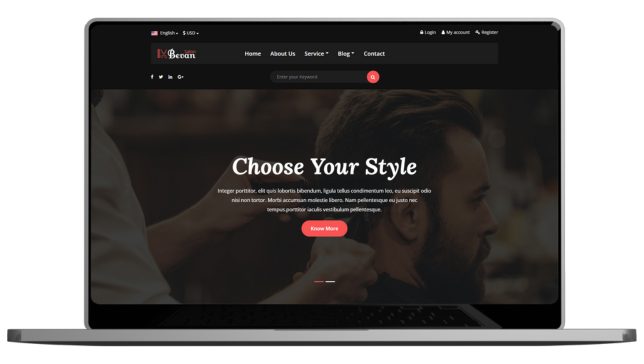 English
$ USD
Login
My account
Register
Salon
Bevan
Home
About Us
Service
Blog
Contact
Enter your Keyword
Choose Your Style
Integer porttitor, elit quis lobortis bibendum, ligula tellus condimentum leo, eu suscipit odio
nisi non tortor. Morbi accumsan molestie libero. Nam pellentesque eu justo nec
tempus.porttitor iaculis vestibulum pellentesque.
Know More